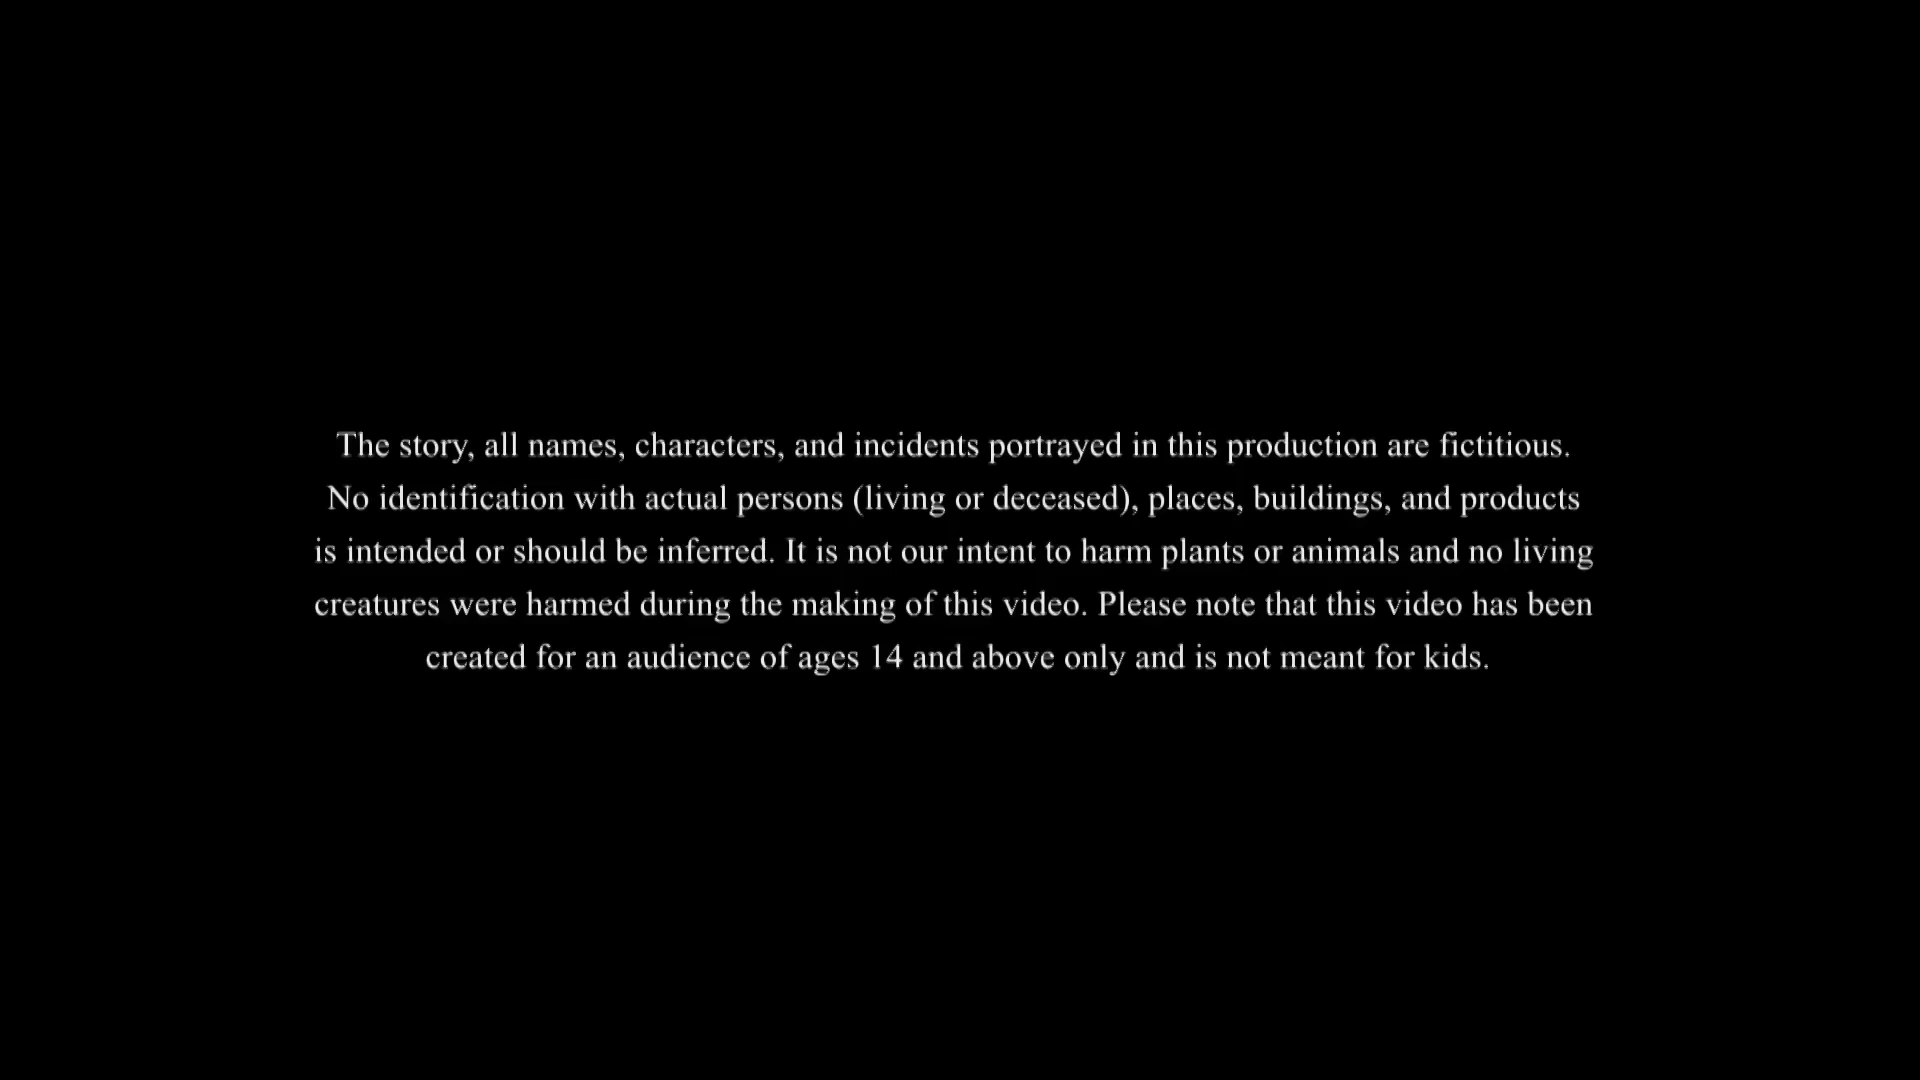 The story, all names, characters, and incidents portrayed in this production are fictitious.
No identification with actual persons (living or deceased), places, buildings, and products
is intended or should be inferred. It is not our intent to harm plants or animals and no living
creatures were harmed during the making of this video. Please note that this video has been
created for an audience of ages 14 and above only and is not meant for kids.